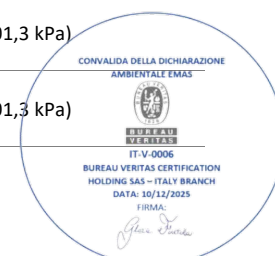 01,3 kPa)
CONVALIDA DELLA DICHIARAZIONE
AMBIENTALE EMAS
01,3 kPa)
BUREAU
VERITAS
IT-V-0006
BUREAU VERITAS CERTIFICATION
HOLDING SAS – ITALY BRANCH
DATA: 10/12/2025
FIRMA: